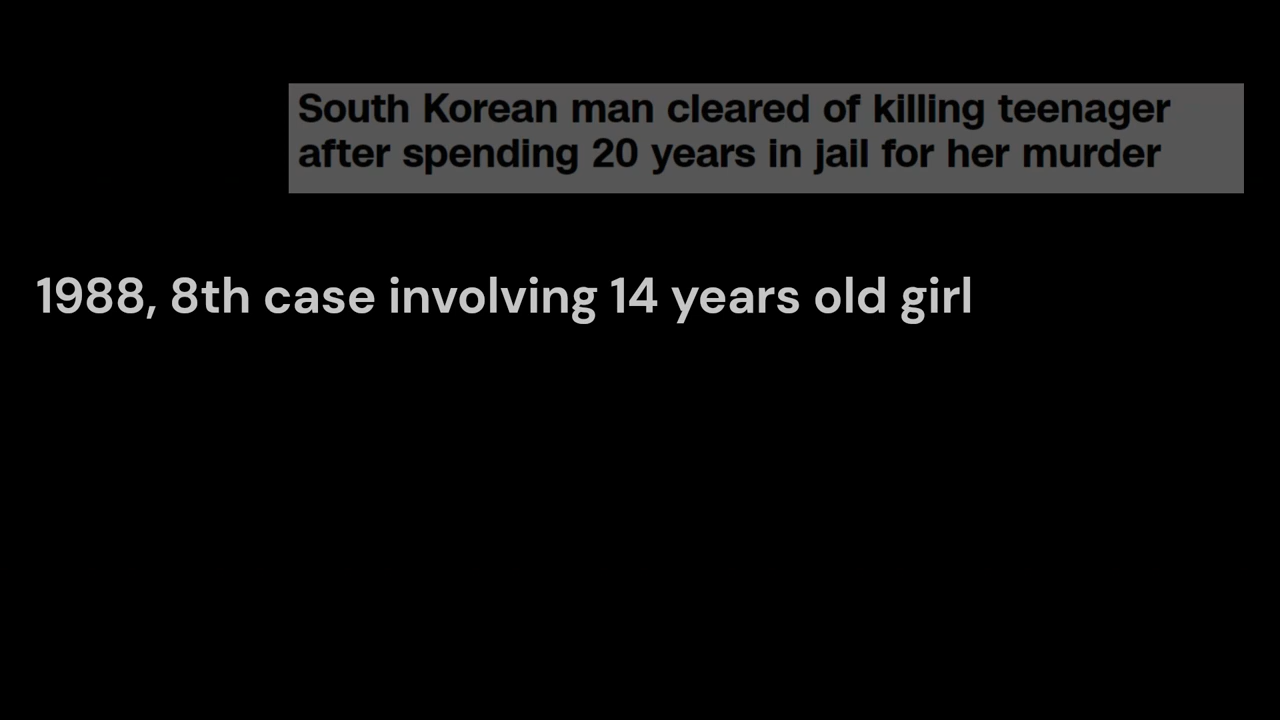 South Korean man cleared of killing teenager
after spending 20 years in jail for her murder
1988, 8th case involving 14 years old girl